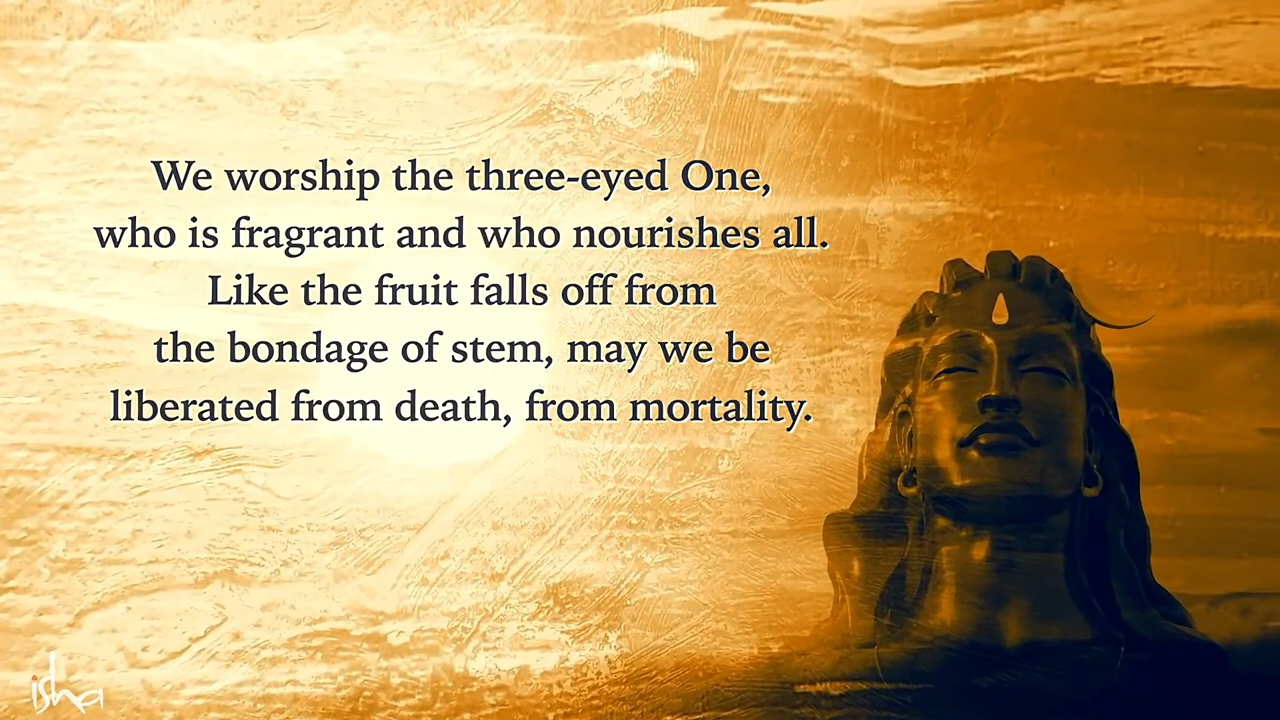 We worship the three-eyed One,
who is fragrant and who nourishes all.
Like the fruit falls off from
the bondage of stem, may we be
liberated from death, from mortality.
isha